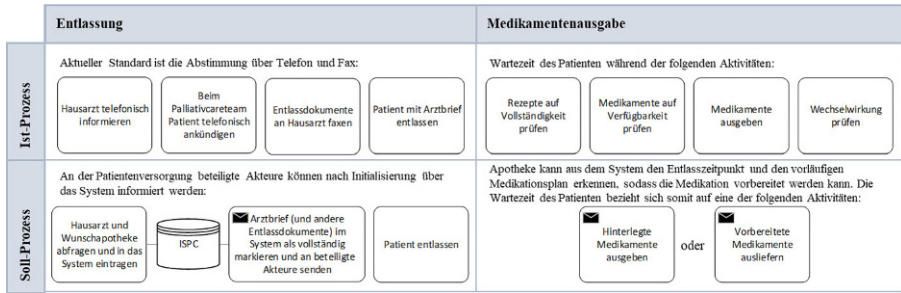 Entlassung
Medikamentenausgabe
Ist-Prozess
Aktueller Standard ist die Abstimmung über Telefon und Fax:
Hausarzt telefonisch
informieren
Beim
Palliativcareteam
Patient telefonisch
ankündigen
Entlassdokumente
an Hausarzt faxen
Patient mit Arztbrief
entlassen
Wartezeit des Patienten während der folgenden Aktivitäten:
Rezepte auf
Vollständigkeit
prüfen
Medikamente auf
Verfügbarkeit
prüfen
Medikamente
ausgeben
Wechselwirkung
prüfen
Soll-Prozess
An der Patientenversorgung beteiligte Akteure können nach Initialisierung über
das System informiert werden:
Hausarzt und
Wunschapotheke
abfragen und in das
System eintragen
ISPC
Arztbrief (und andere
Entlassdokumente) im
System als vollständig
markieren und an beteiligte
Akteure senden
Patient entlassen
Apotheke kann aus dem System den Entlasszeitpunkt und den vorläufigen
Medikationsplan erkennen, sodass die Medikation vorbereitet werden kann. Die
Wartezeit des Patienten bezieht sich somit auf eine der folgenden Aktivitäten:
Hinterlegte
Medikamente
ausgeben
oder
Vorbereitete
Medikamente
ausliefern